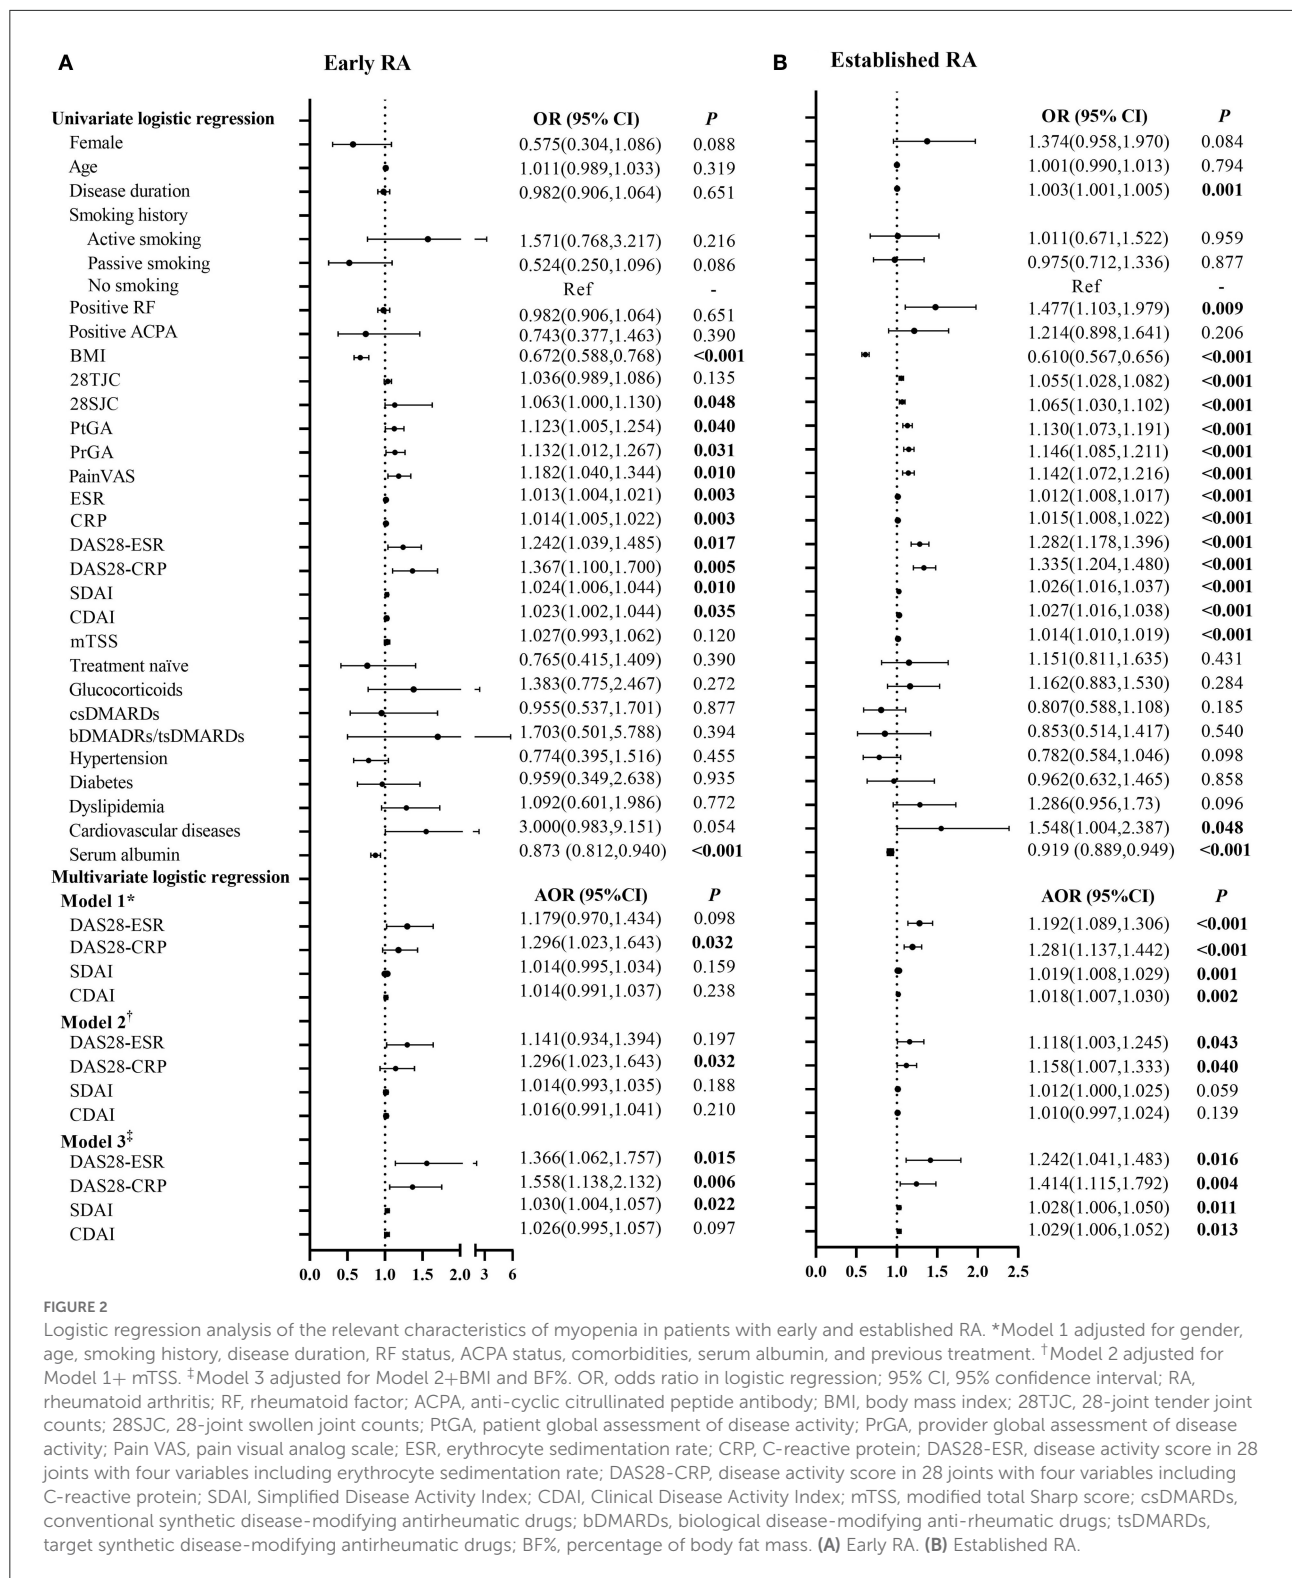 A Early RA B Established RA
Univariate logistic regression OR (95% CI) P OR (95% CI) P
Female 0.575(0.304,1.086) 0.088 1.374(0.958,1.970) 0.084
Age 1.011(0.989,1.033) 0.319 1.001(0.990,1.013) 0.794
Disease duration 0.982(0.906,1.064) 0.651 1.003(1.001,1.005) 0.001
Smoking history
Active smoking 1.571(0.768,3.217) 0.216 1.011(0.671,1.522) 0.959
Passive smoking 0.524(0.250,1.096) 0.086 0.975(0.712,1.336) 0.877
No smoking Ref - Ref -
Positive RF 0.982(0.906,1.064) 0.651 1.477(1.103,1.979) 0.009
Positive ACPA 0.743(0.377,1.463) 0.390 1.214(0.898,1.641) 0.206
BMI 0.672(0.588,0.768) <0.001 0.610(0.567,0.656) <0.001
28TJC 1.036(0.989,1.086) 0.135 1.055(1.028,1.082) <0.001
28SJC 1.063(1.000,1.130) 0.048 1.065(1.030,1.102) <0.001
PtGA 1.123(1.005,1.254) 0.040 1.130(1.073,1.191) <0.001
PrGA 1.132(1.012,1.267) 0.031 1.146(1.085,1.211) <0.001
PainVAS 1.182(1.040,1.344) 0.010 1.142(1.072,1.216) <0.001
ESR 1.013(1.004,1.021) 0.003 1.012(1.008,1.017) <0.001
CRP 1.014(1.005,1.022) 0.003 1.015(1.008,1.022) <0.001
DAS28-ESR 1.242(1.039,1.485) 0.017 1.282(1.178,1.396) <0.001
DAS28-CRP 1.367(1.100,1.700) 0.005 1.335(1.204,1.480) <0.001
SDAI 1.024(1.006,1.044) 0.010 1.026(1.016,1.037) <0.001
CDAI 1.023(1.002,1.044) 0.035 1.027(1.016,1.038) <0.001
mTSS 1.027(0.993,1.062) 0.120 1.014(1.010,1.019) <0.001
Treatment naïve 0.765(0.415,1.409) 0.390 1.151(0.811,1.635) 0.431
Glucocorticoids 1.383(0.775,2.467) 0.272 1.162(0.883,1.530) 0.284
csDMARDs 0.955(0.537,1.701) 0.877 0.807(0.588,1.108) 0.185
bDMADRs/tsDMARDs 1.703(0.501,5.788) 0.394 0.853(0.514,1.417) 0.540
Hypertension 0.774(0.395,1.516) 0.455 0.782(0.584,1.046) 0.098
Diabetes 0.959(0.349,2.638) 0.935 0.962(0.632,1.465) 0.858
Dyslipidemia 1.092(0.601,1.986) 0.772 1.286(0.956,1.73) 0.096
Cardiovascular diseases 3.000(0.983,9.151) 0.054 1.548(1.004,2.387) 0.048
Serum albumin 0.873 (0.812,0.940) <0.001 0.919 (0.889,0.949) <0.001
Multivariate logistic regression
Model 1* AOR (95%CI) P AOR (95%CI) P
DAS28-ESR 1.179(0.970,1.434) 0.098 1.192(1.089,1.306) <0.001
DAS28-CRP 1.296(1.023,1.643) 0.032 1.281(1.137,1.442) <0.001
SDAI 1.014(0.995,1.034) 0.159 1.019(1.008,1.029) 0.001
CDAI 1.014(0.991,1.037) 0.238 1.018(1.007,1.030) 0.002
Model 2†
DAS28-ESR 1.141(0.934,1.394) 0.197 1.118(1.003,1.245) 0.043
DAS28-CRP 1.296(1.023,1.643) 0.032 1.158(1.007,1.333) 0.040
SDAI 1.014(0.993,1.035) 0.188 1.012(1.000,1.025) 0.059
CDAI 1.016(0.991,1.041) 0.210 1.010(0.997,1.024) 0.139
Model 3‡
DAS28-ESR 1.366(1.062,1.757) 0.015 1.242(1.041,1.483) 0.016
DAS28-CRP 1.558(1.138,2.132) 0.006 1.414(1.115,1.792) 0.004
SDAI 1.030(1.004,1.057) 0.022 1.028(1.006,1.050) 0.011
CDAI 1.026(0.995,1.057) 0.097 1.029(1.006,1.052) 0.013
0.0 0.5 1.0 1.5 2.0 3 6 0.0 0.5 1.0 1.5 2.0 2.5
FIGURE 2
Logistic regression analysis of the relevant characteristics of myopenia in patients with early and established RA. *Model 1 adjusted for gender,
age, smoking history, disease duration, RF status, ACPA status, comorbidities, serum albumin, and previous treatment. †Model 2 adjusted for
Model 1+ mTSS. ‡Model 3 adjusted for Model 2+BMI and BF%. OR, odds ratio in logistic regression; 95% CI, 95% confidence interval; RA,
rheumatoid arthritis; RF, rheumatoid factor; ACPA, anti-cyclic citrullinated peptide antibody; BMI, body mass index; 28TJC, 28-joint tender joint
counts; 28SJC, 28-joint swollen joint counts; PtGA, patient global assessment of disease activity; PrGA, provider global assessment of disease
activity; Pain VAS, pain visual analog scale; ESR, erythrocyte sedimentation rate; CRP, C-reactive protein; DAS28-ESR, disease activity score in 28
joints with four variables including erythrocyte sedimentation rate; DAS28-CRP, disease activity score in 28 joints with four variables including
C-reactive protein; SDAI, Simplified Disease Activity Index; CDAI, Clinical Disease Activity Index; mTSS, modified total Sharp score; csDMARDs,
conventional synthetic disease-modifying antirheumatic drugs; bDMARDs, biological disease-modifying anti-rheumatic drugs; tsDMARDs,
target synthetic disease-modifying antirheumatic drugs; BF%, percentage of body fat mass. (A) Early RA. (B) Established RA.